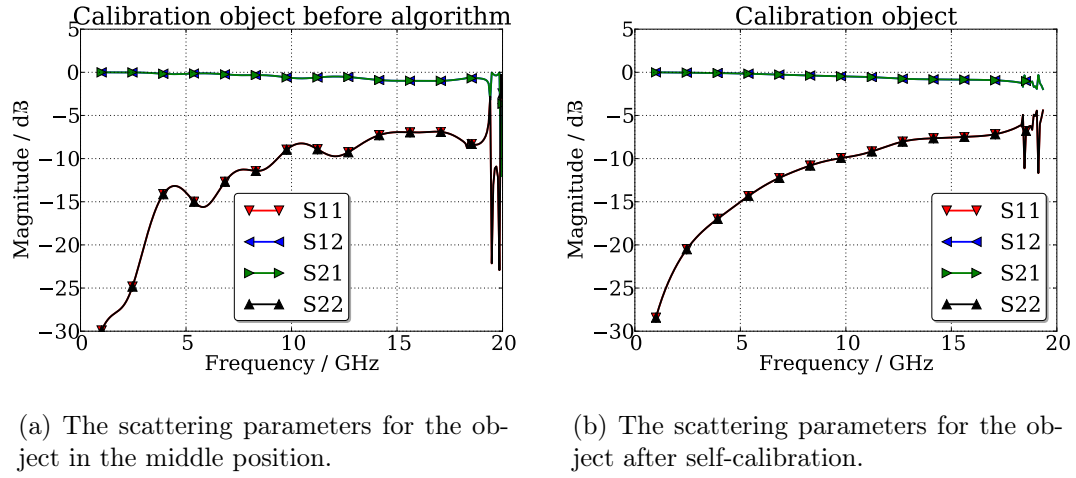 Calibration object before algorithm
5
0
−5
−10
−15
−20
−25
−30
Magnitude / dB
S11
S12
S21
S22
5
10
15
20
Frequency / GHz
(a) The scattering parameters for the ob-
ject in the middle position.
Calibration object
5
0
−5
−10
−15
−20
−25
−30
Magnitude / dB
S11
S12
S21
S22
0
5
10
15
20
Frequency / GHz
(b) The scattering parameters for the ob-
ject after self-calibration.